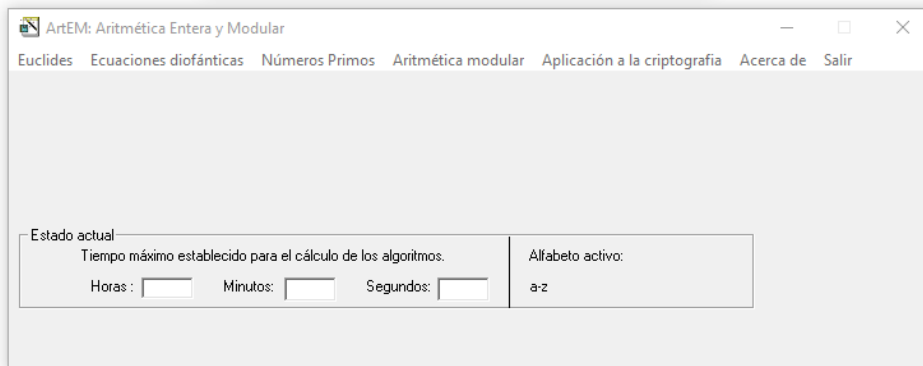 ArtEM: Aritmética Entera y Modular
Euclides Ecuaciones diofánticas Números Primos Aritmética modular Aplicación a la criptografia Acerca de Salir
Estado actual
Tiempo máximo establecido para el cálculo de los algoritmos.
Horas : Minutos: Segundos:
Alfabeto activo:
a-z